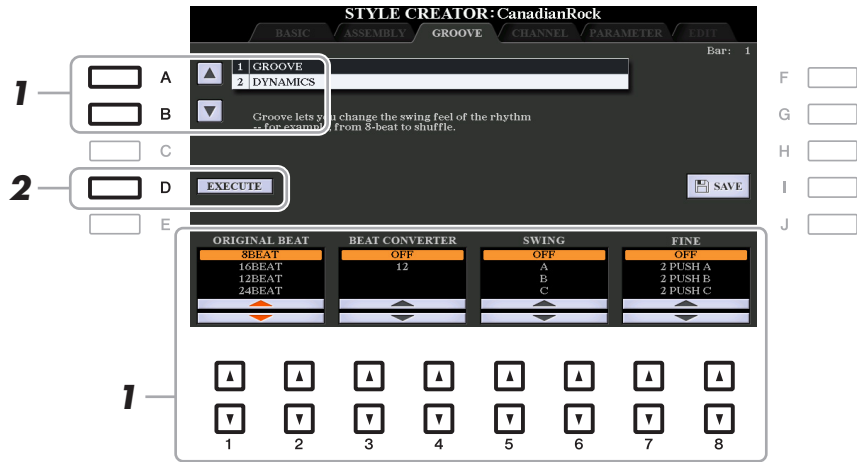 STYLE CREATOR: CanadianRock
BASIC ASSEMBLY GROOVE CHANNEL PARAMETER EDIT
Bar: 1
1 GROOVE
2 DYNAMICS
Groove lets you change the swing feel of the rhythm
-- for example, from 8-beat to shuffle.
EXECUTE
SAVE
A
B
C
D
E
F
G
H
I
J
1
2
ORIGINAL BEAT BEAT CONVERTER SWING FINE
8BEAT OFF OFF OFF
16BEAT 12 A 2 PUSH A
12BEAT B 2 PUSH B
24BEAT C 2 PUSH C
1
1 2 3 4 5 6 7 8